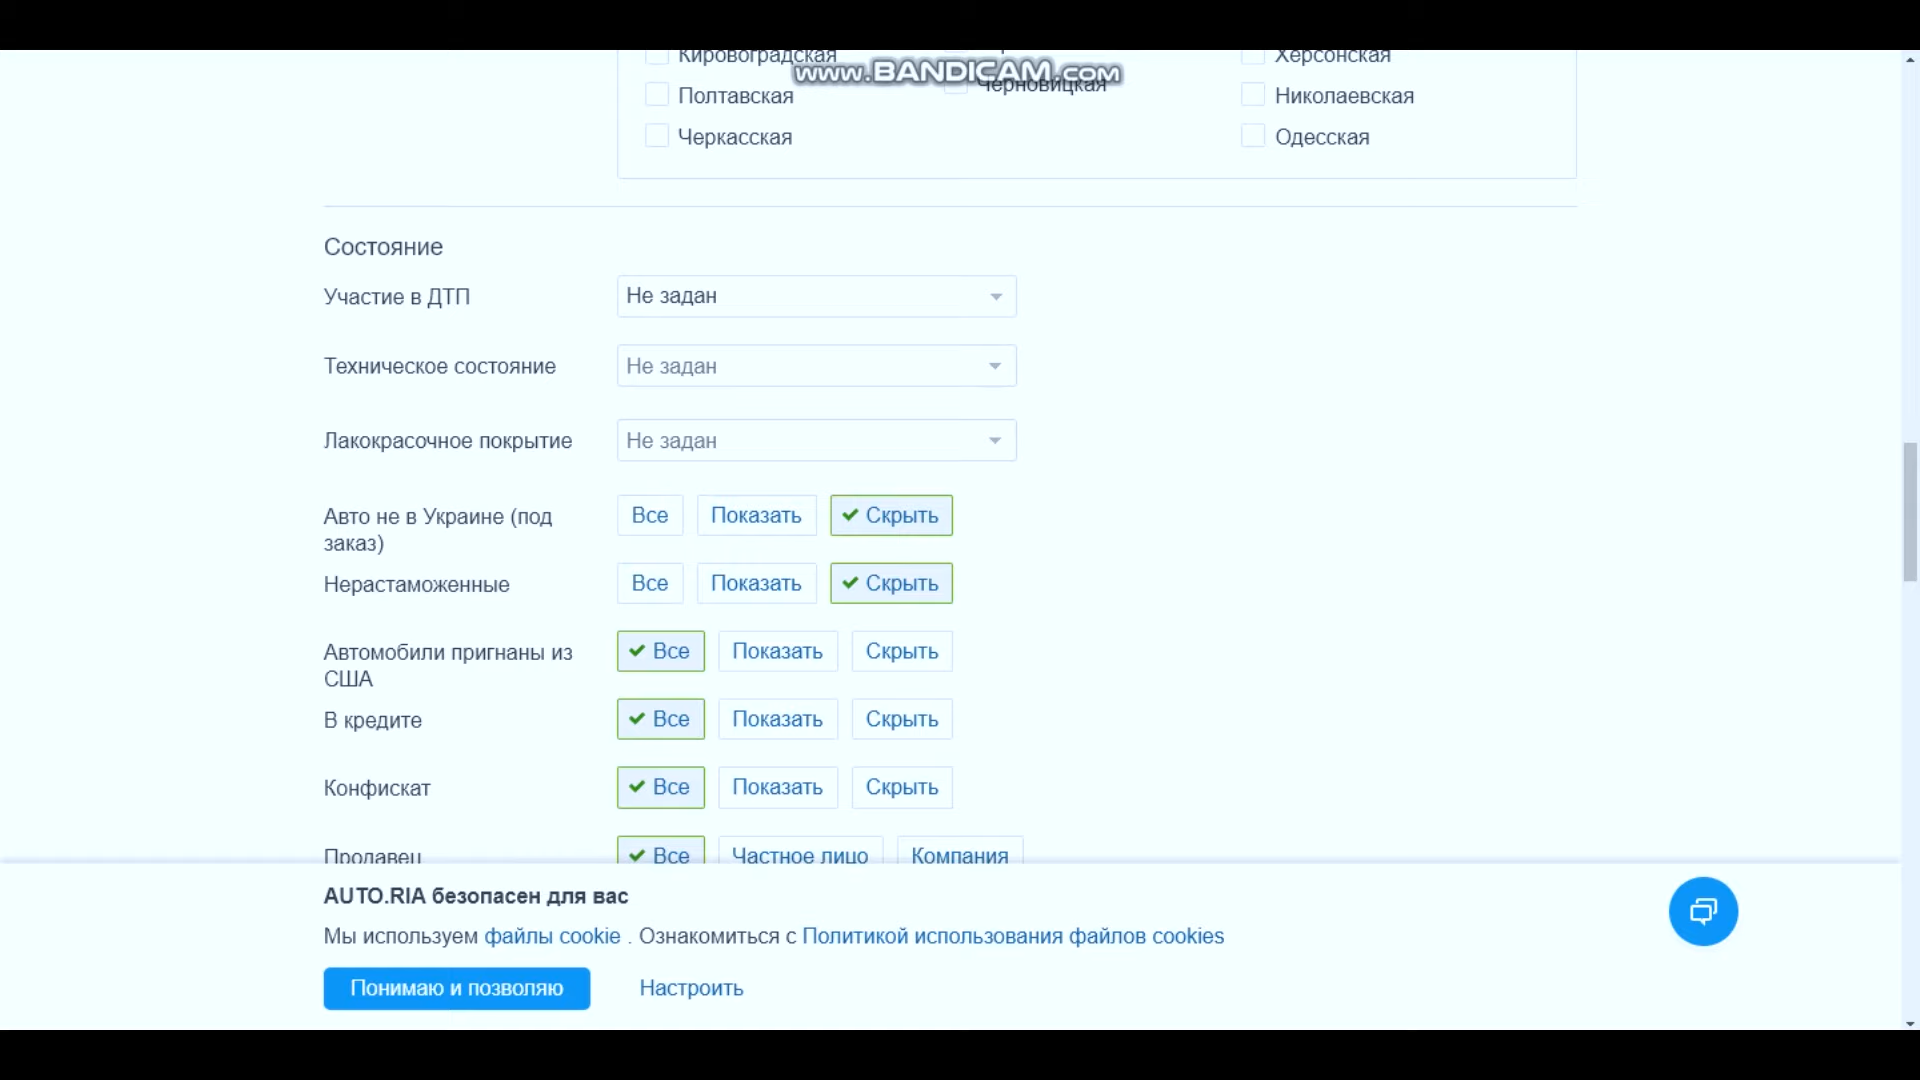 Кировоградская
Херсонская
www.BANDICAM.com
Черновицкая
Полтавская
Николаевская
Черкасская
Одесская
Состояние
Участие в ДТП
Не задан
Техническое состояние
Не задан
Лакокрасочное покрытие
Не задан
Авто не в Украине (под
заказ)
Все Показать Скрыть
Нерастаможенные
Все Показать Скрыть
Автомобили пригнаны из
США
Все Показать Скрыть
В кредите
Все Показать Скрыть
Конфискат
Все Показать Скрыть
Продавец
Все Частное лицо Компания
AUTO.RIA безопасен для вас
Мы используем файлы cookie . Ознакомиться с Политикой использования файлов cookies
Понимаю и позволяю Настроить